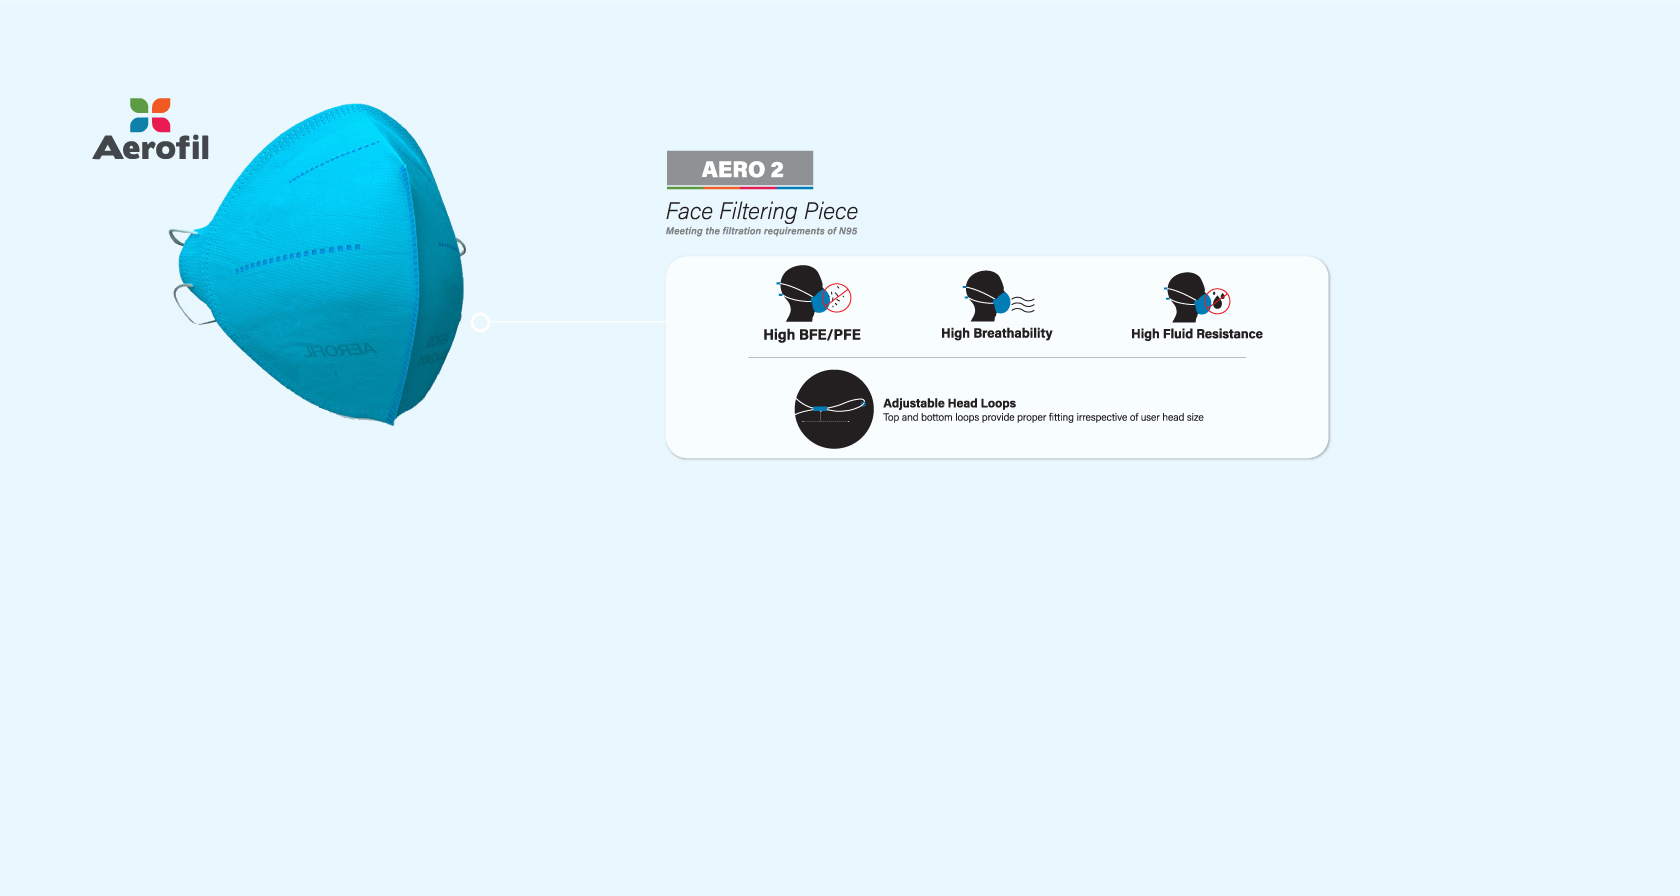 Aerofil
AERO 2
Face Filtering Piece
Meeting the filtration requirements of N95
High BFE/PFE
High Breathability
High Fluid Resistance
Adjustable Head Loops
Top and bottom loops provide proper fitting irrespective of user head size
AEROFIL